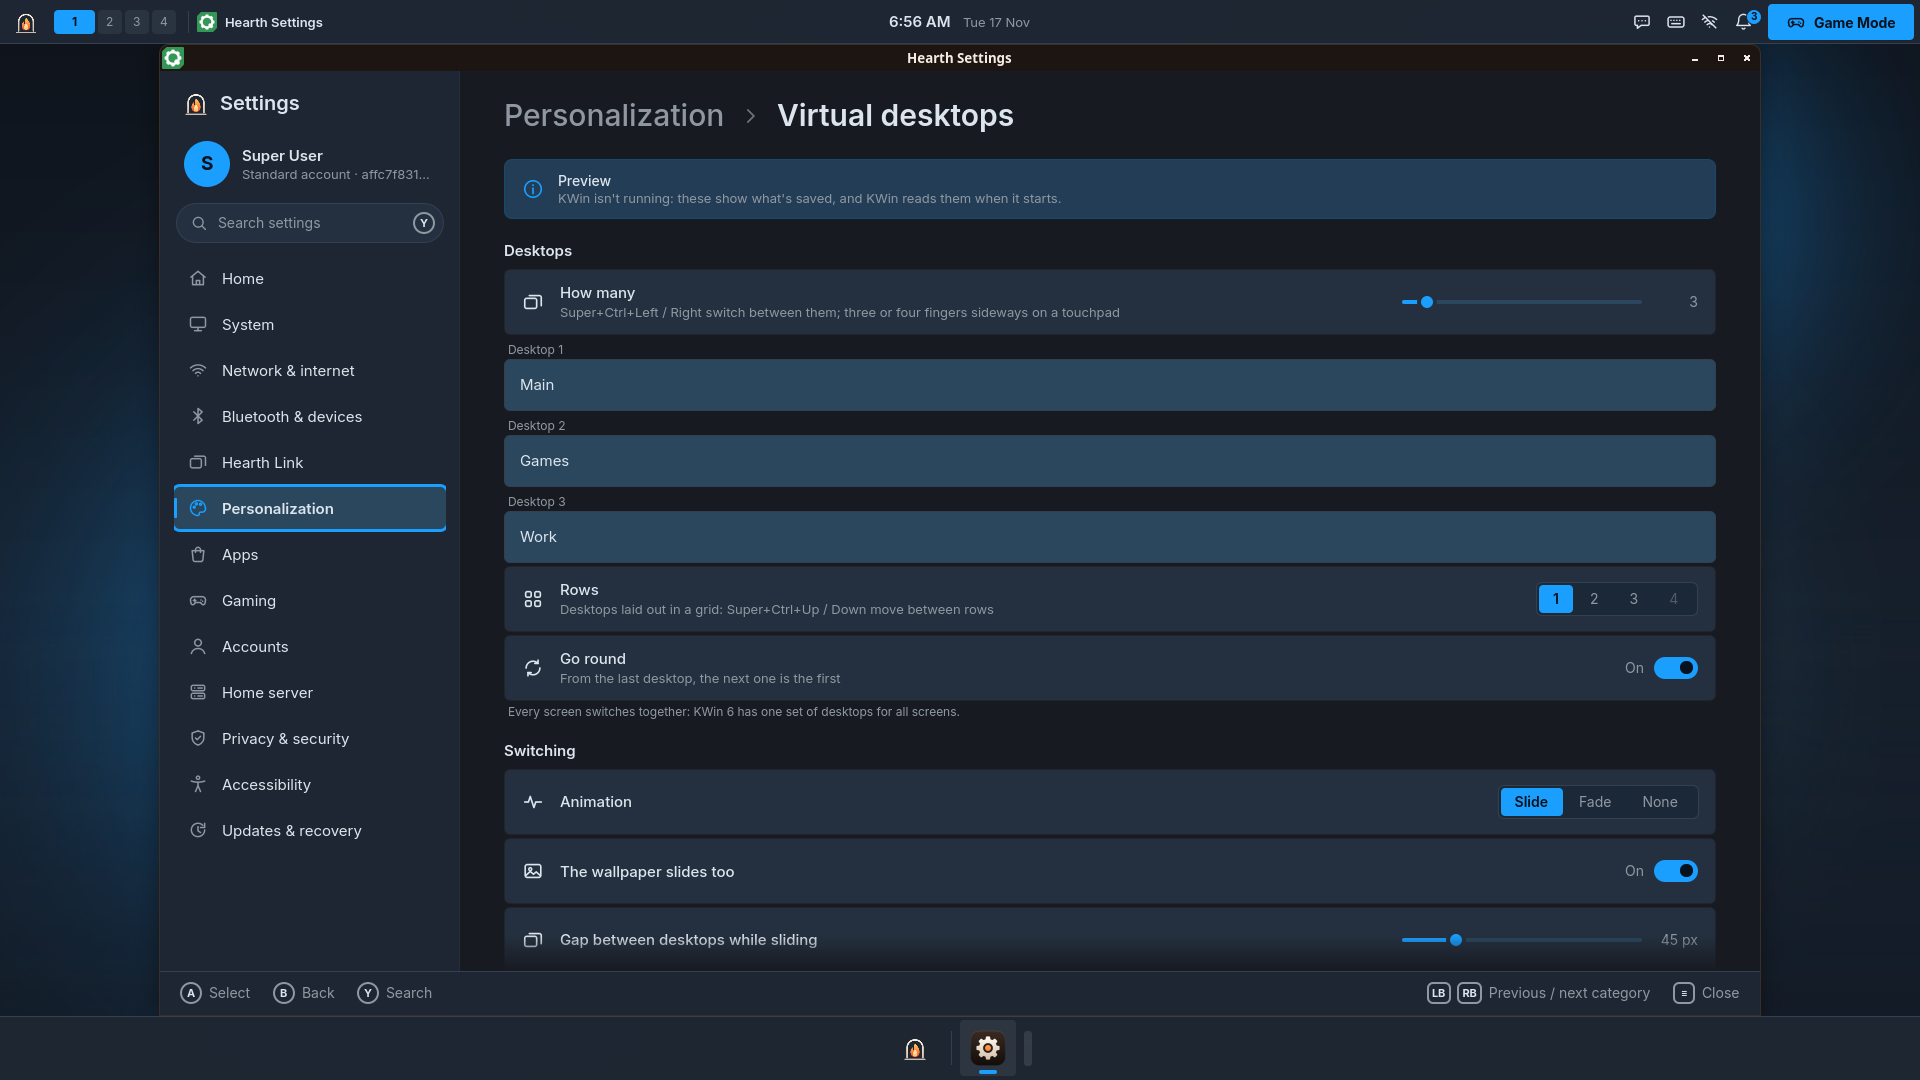 1 2 3 4 Hearth Settings 6:56 AM Tue 17 Nov 3 Game Mode
Hearth Settings
Settings
S Super User
Standard account · affc7f831...
Search settings Y
Home
System
Network & internet
Bluetooth & devices
Hearth Link
Personalization
Apps
Gaming
Accounts
Home server
Privacy & security
Accessibility
Updates & recovery
Personalization > Virtual desktops
Preview
KWin isn't running: these show what's saved, and KWin reads them when it starts.
Desktops
How many 3
Super+Ctrl+Left / Right switch between them; three or four fingers sideways on a touchpad
Desktop 1
Main
Desktop 2
Games
Desktop 3
Work
Rows 1 2 3 4
Desktops laid out in a grid: Super+Ctrl+Up / Down move between rows
Go round On
From the last desktop, the next one is the first
Every screen switches together: KWin 6 has one set of desktops for all screens.
Switching
Animation Slide Fade None
The wallpaper slides too On
Gap between desktops while sliding 45 px
A Select B Back Y Search LB RB Previous / next category Close